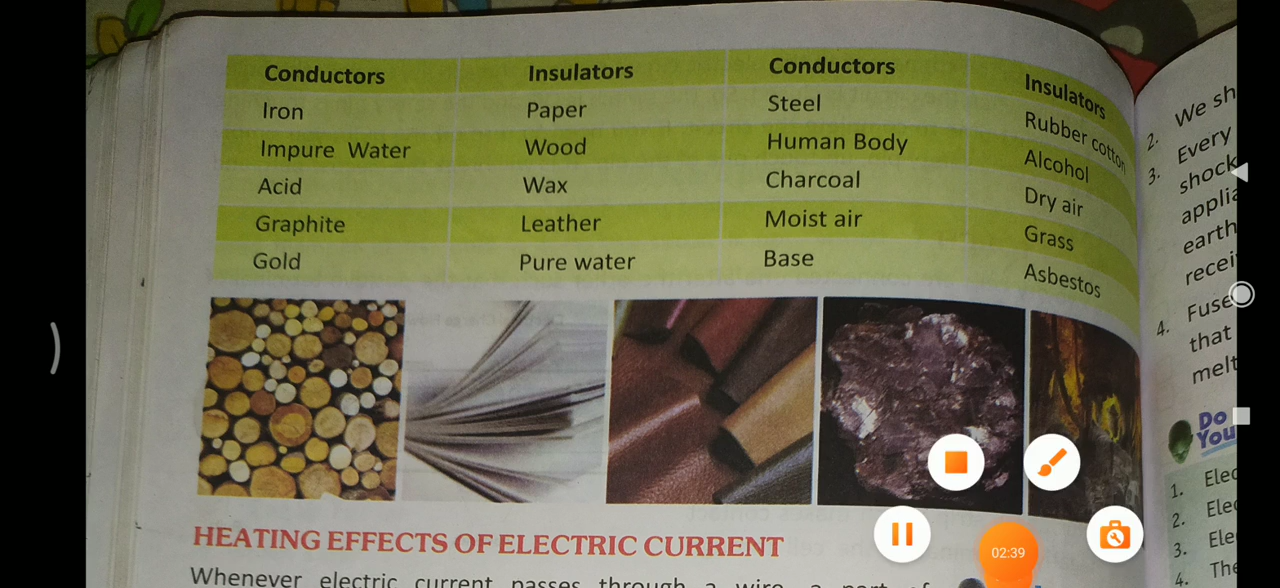 Conductors Insulators Conductors Insulators
Iron Paper Steel Rubber cotton
Impure Water Wood Human Body Alcohol
Acid Wax Charcoal Dry air
Graphite Leather Moist air Grass
Gold Pure water Base Asbestos
HEATING EFFECTS OF ELECTRIC CURRENT
Whenever electric current passes through a wire, a part of
2. We sh
3. Every
shock
applia
earth
recei
4. Fuse
that
melt
Do
You
1. Elec
2. Elec
3. Ele
4. The
02:39